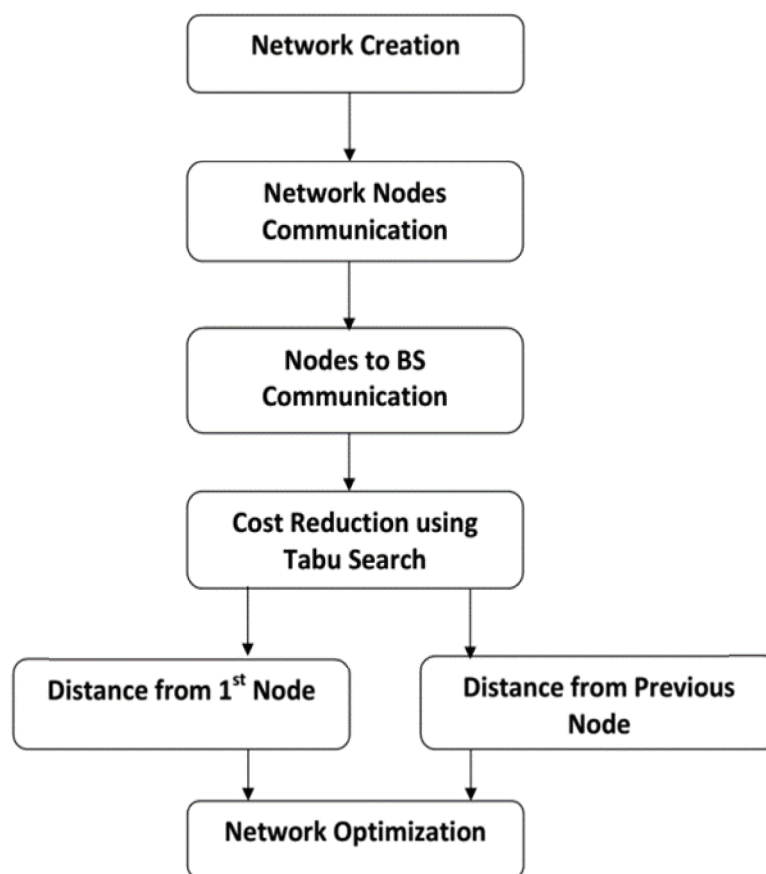 Network Creation
Network Nodes
Communication
Nodes to BS
Communication
Cost Reduction using
Tabu Search
Distance from 1st Node
Distance from Previous
Node
Network Optimization